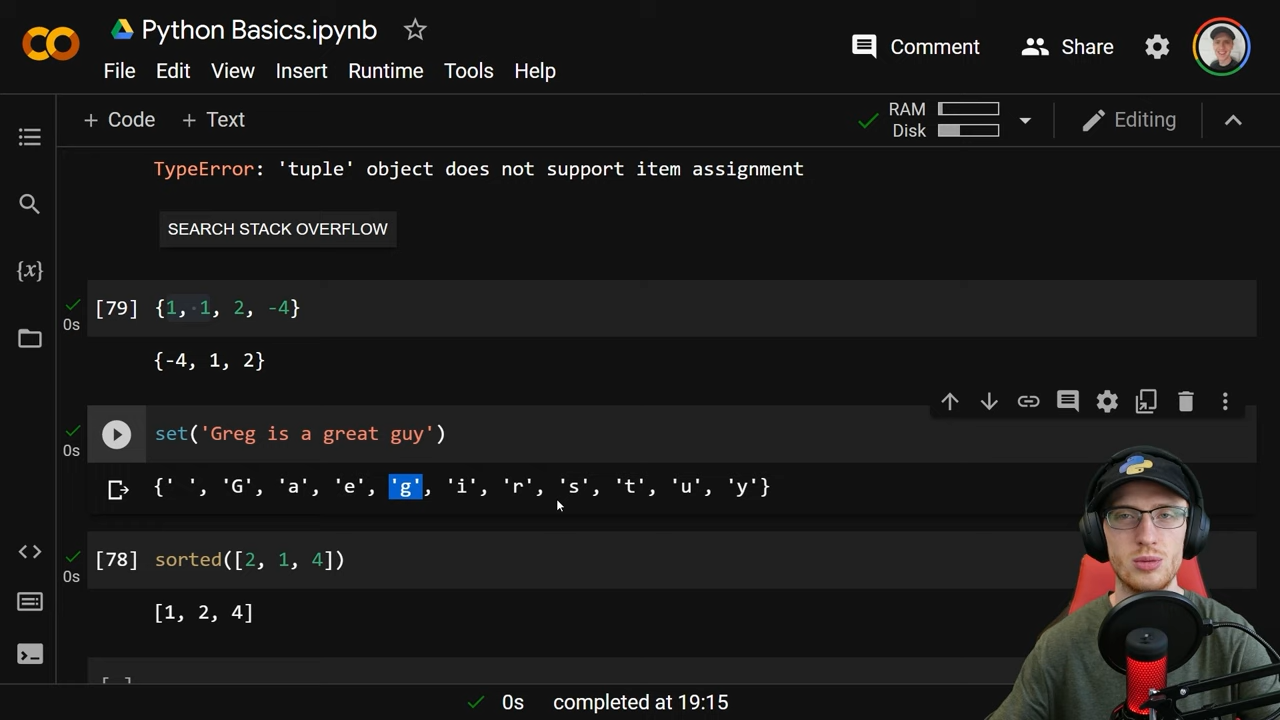 Python Basics.ipynb
Comment
Share
File Edit View Insert Runtime Tools Help
+ Code + Text
RAM
Disk
Editing
TypeError: 'tuple' object does not support item assignment
SEARCH STACK OVERFLOW
{x}
[79] {1, 1, 2, -4}
0s
{-4, 1, 2}
set('Greg is a great guy')
0s
{' ', 'G', 'a', 'e', 'g', 'i', 'r', 's', 't', 'u', 'y'}
[78] sorted([2, 1, 4])
0s
[1, 2, 4]
[ ]
0s completed at 19:15